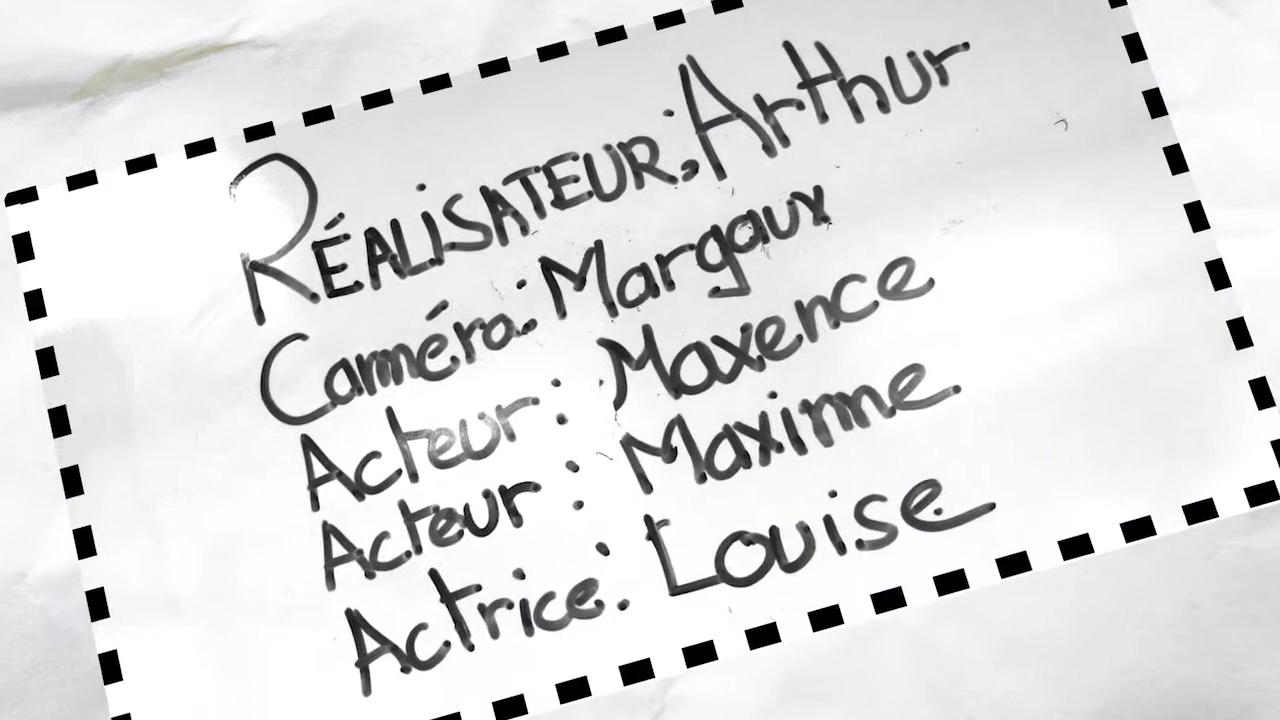 RÉALISATEUR: Arthur
Caméra: Margaux
Acteur: Maxence
Acteur: Maxime
Actrice: Louise